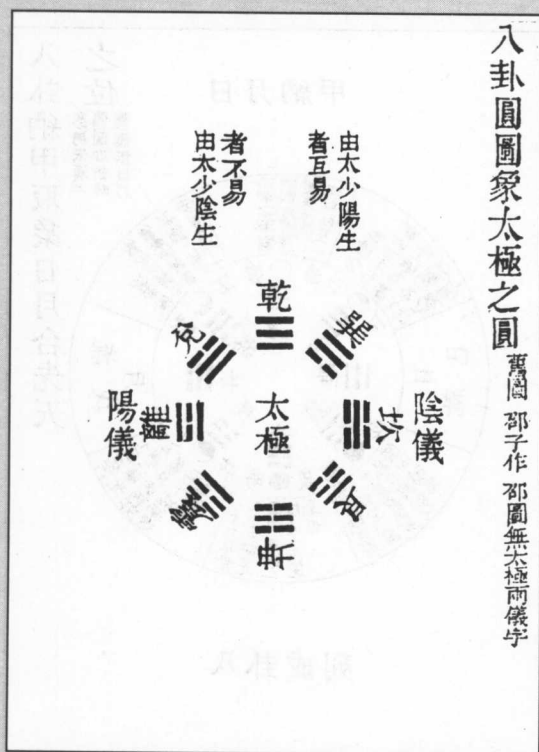 八卦圓圖象太極之圓
舊圖 邵子作 邵圖無太極兩儀字
由太少陽生
者互易
由太少陰生
者不易
乾
巽
兌
陰儀
坎
太極
離
陽儀
艮
震
坤